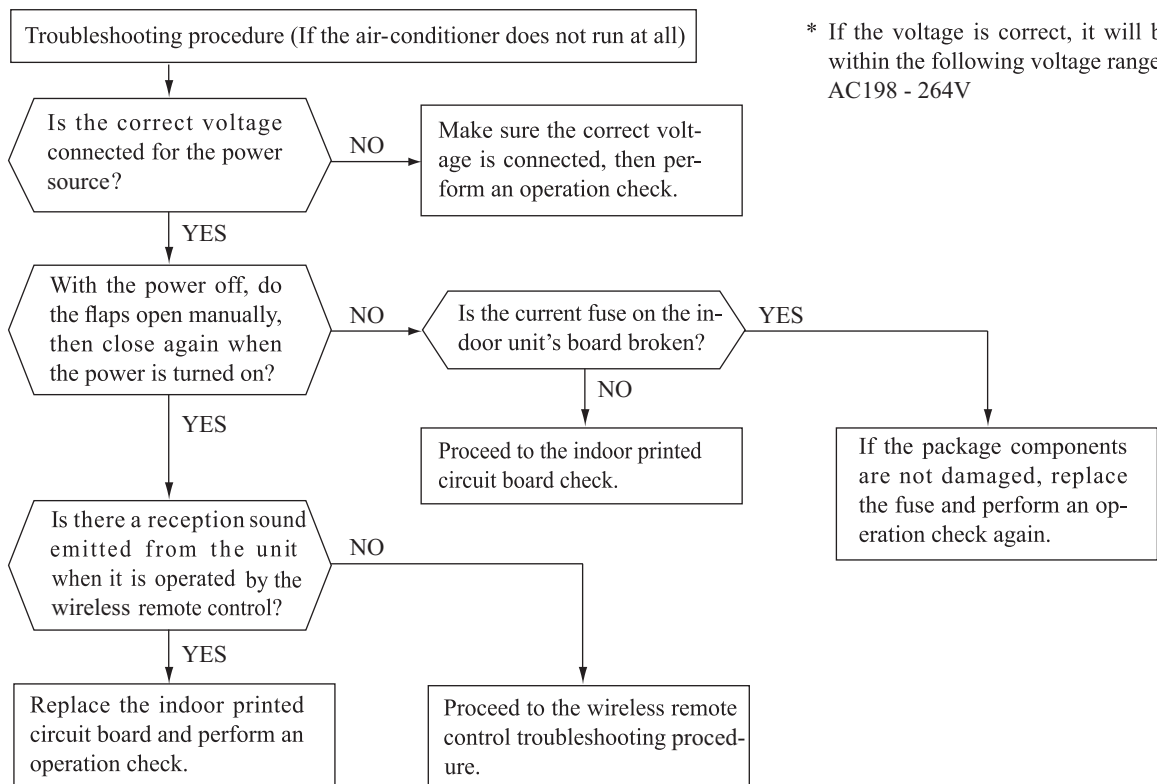 Troubleshooting procedure (If the air-conditioner does not run at all)
* If the voltage is correct, it will
within the following voltage range
AC198 - 264V
Is the correct voltage
connected for the power
source?
NO
Make sure the correct volt-
age is connected, then per-
form an operation check.
YES
With the power off, do
the flaps open manually,
then close again when
the power is turned on?
NO
Is the current fuse on the in-
door unit's board broken?
YES
NO
YES
Proceed to the indoor printed
circuit board check.
If the package components
are not damaged, replace
the fuse and perform an op-
eration check again.
Is there a reception sound
emitted from the unit
when it is operated by the
wireless remote control?
NO
YES
Replace the indoor printed
circuit board and perform an
operation check.
Proceed to the wireless remote
control troubleshooting proced-
ure.